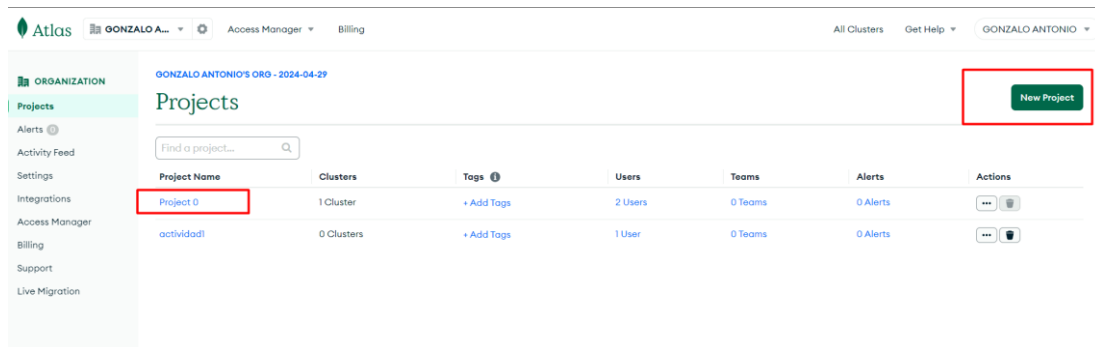 Atlas GONZALO A... Access Manager Billing All Clusters Get Help GONZALO ANTONIO
ORGANIZATION
Projects
Alerts 0
Activity Feed
Settings
Integrations
Access Manager
Billing
Support
Live Migration
GONZALO ANTONIO'S ORG - 2024-04-29
Projects
New Project
Find a project...
Project Name Clusters Tags Users Teams Alerts Actions
Project 0 1 Cluster + Add Tags 2 Users 0 Teams 0 Alerts
actividad1 0 Clusters + Add Tags 1 User 0 Teams 0 Alerts